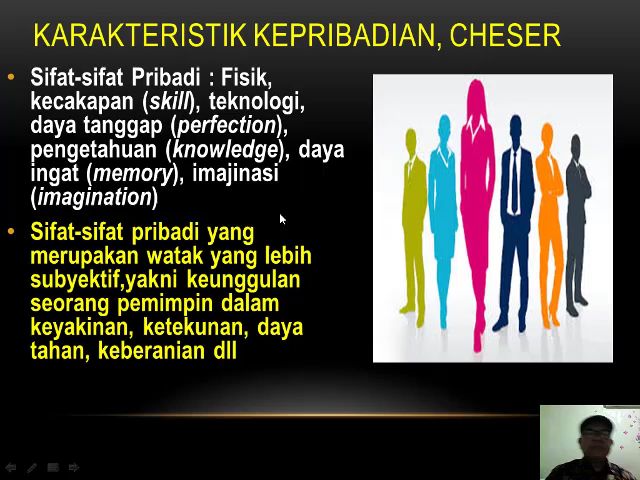 KARAKTERISTIK KEPRIBADIAN, CHESER
• Sifat-sifat Pribadi : Fisik,
kecakapan (skill), teknologi,
daya tanggap (perfection),
pengetahuan (knowledge), daya
ingat (memory), imajinasi
(imagination)
• Sifat-sifat pribadi yang
merupakan watak yang lebih
subyektif,yakni keunggulan
seorang pemimpin dalam
keyakinan, ketekunan, daya
tahan, keberanian dll